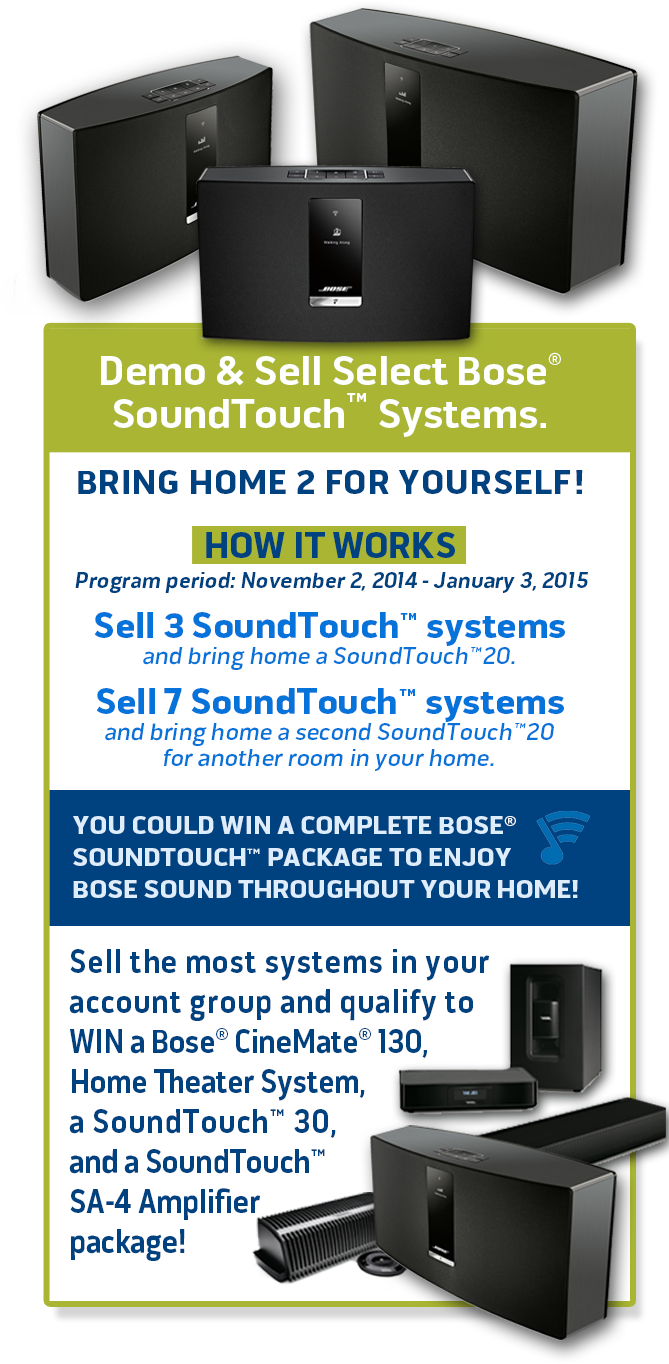 Walking Along
BOSE
Demo & Sell Select Bose®
SoundTouch™ Systems.
BRING HOME 2 FOR YOURSELF!
HOW IT WORKS
Program period: November 2, 2014 - January 3, 2015
Sell 3 SoundTouch™ systems
and bring home a SoundTouch™20.
Sell 7 SoundTouch™ systems
and bring home a second SoundTouch™20
for another room in your home.
YOU COULD WIN A COMPLETE BOSE®
SOUNDTOUCH™ PACKAGE TO ENJOY
BOSE SOUND THROUGHOUT YOUR HOME!
Sell the most systems in your
account group and qualify to
WIN a Bose® CineMate® 130,
Home Theater System,
a SoundTouch™ 30,
and a SoundTouch™
SA-4 Amplifier
package!
BOSE